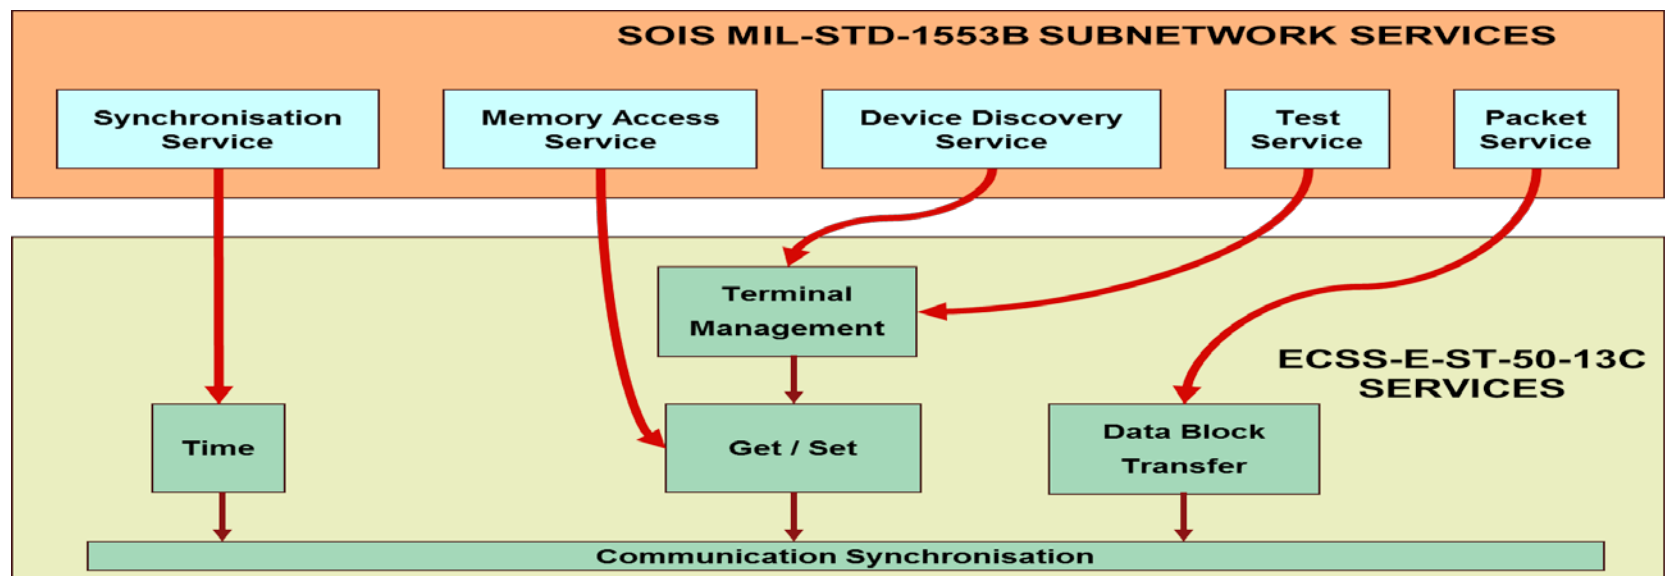 SOIS MIL-STD-1553B SUBNETWORK SERVICES
Synchronisation
Service
Memory Access
Service
Device Discovery
Service
Test
Service
Packet
Service
Terminal
Management
ECSS-E-ST-50-13C
SERVICES
Time
Get / Set
Data Block
Transfer
Communication Synchronisation